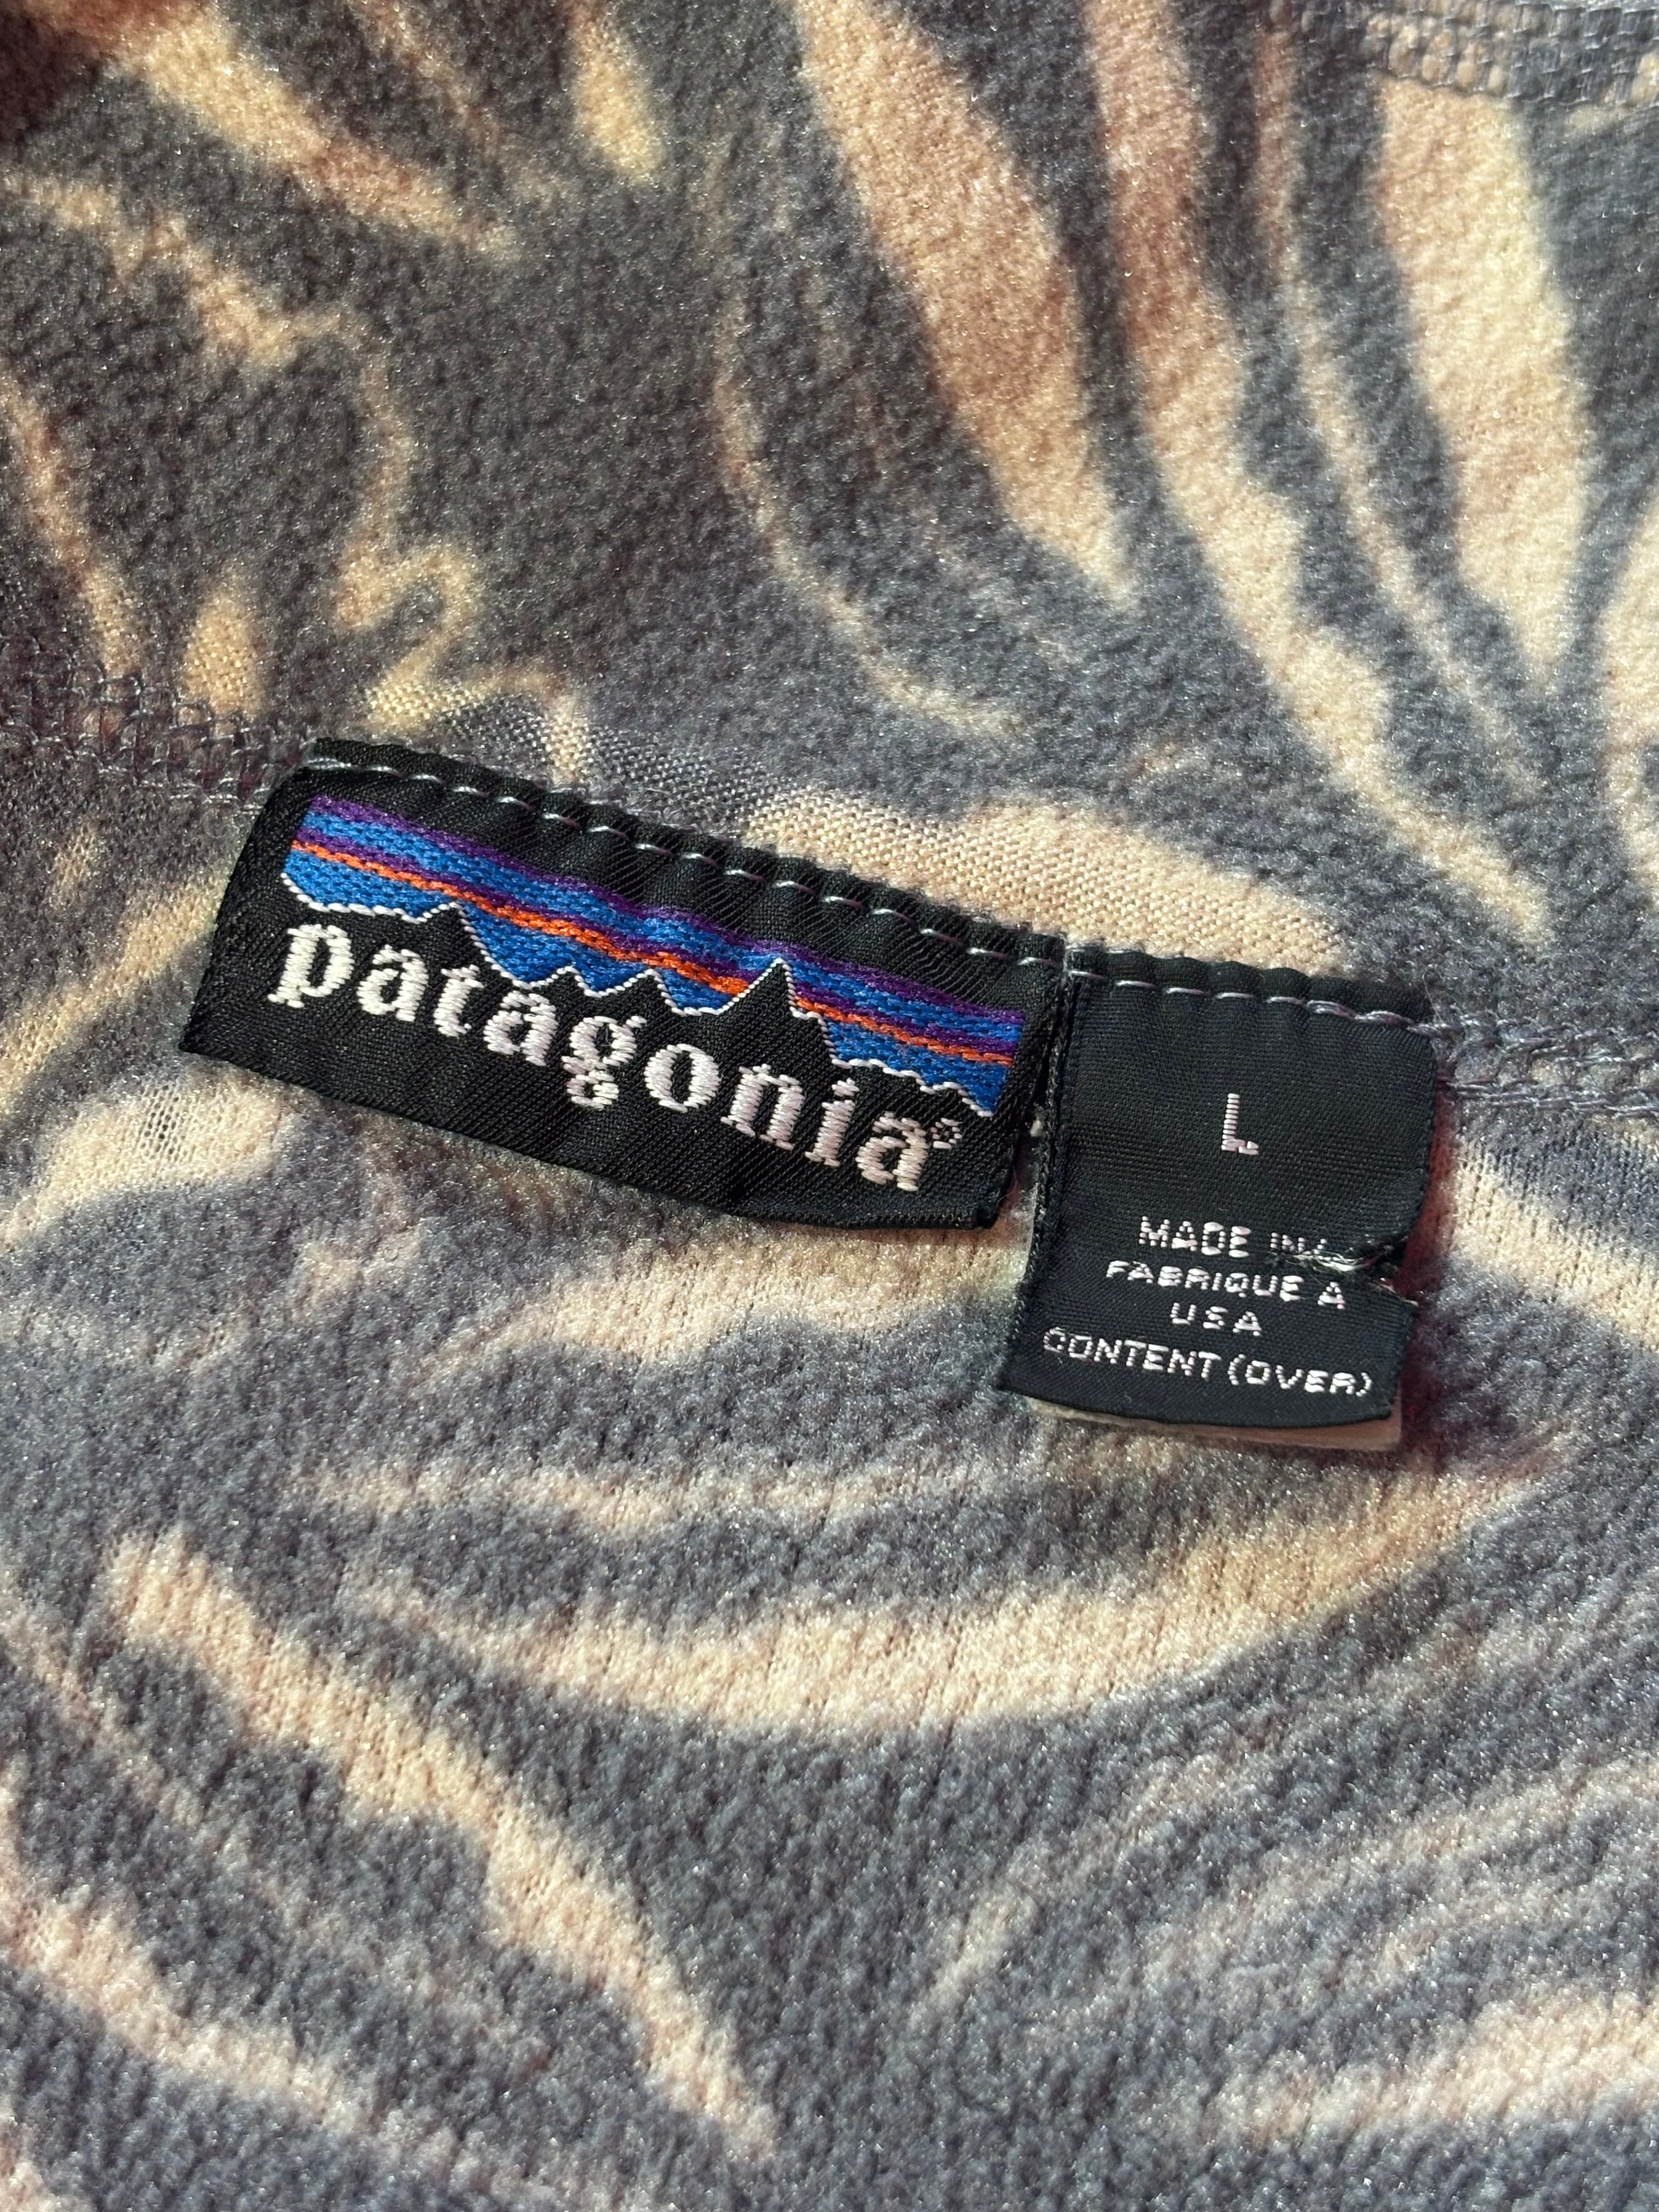 patagonia®
L
MADE IN
FABRIQUE A
USA
CONTENT (OVER)